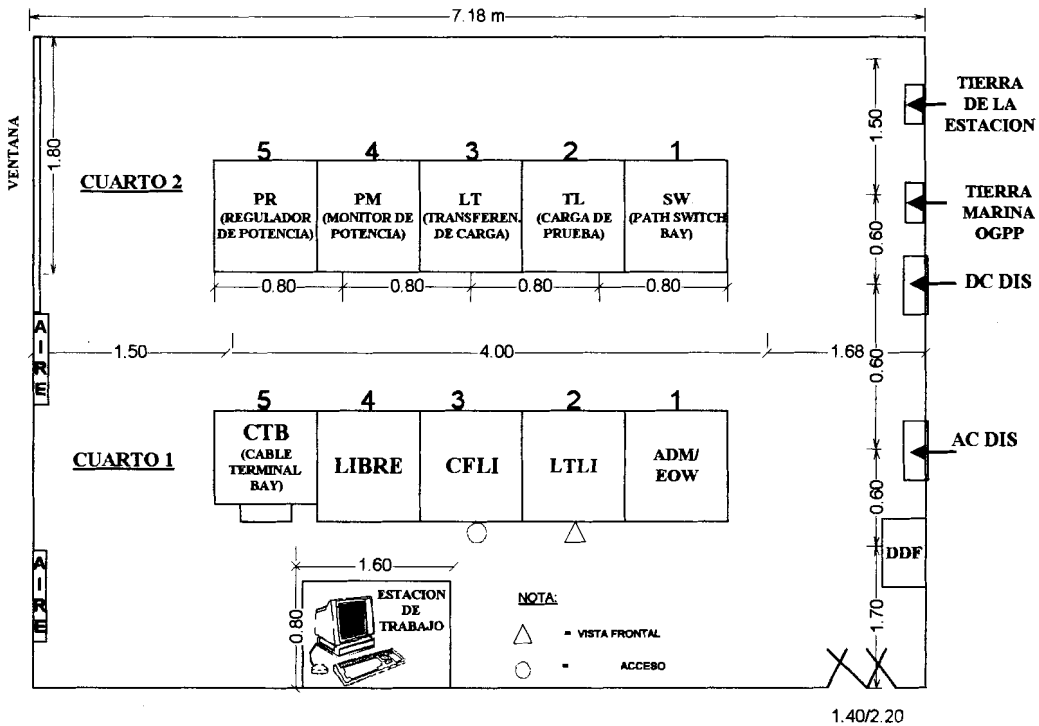 7.18 m
VENTANA
1.80
CUARTO 2
5
4
3
2
1
PR
(REGULADOR
DE POTENCIA)
PM
(MONITOR DE
POTENCIA)
LT
(TRANSFEREN.
DE CARGA)
TL
(CARGA DE
PRUEBA)
SW
(PATH SWITCH
BAY)
0.80
0.80
0.80
0.80
1.50
TIERRA
DE LA
ESTACION
0.60
TIERRA
MARINA
OGPP
DC DIS
AIRE
1.50
4.00
1.68
0.60
CUARTO 1
5
4
3
2
1
CTB
(CABLE
TERMINAL
BAY)
LIBRE
CFLI
LTLI
ADM/
EOW
AC DIS
0.60
DDF
AIRE
1.60
0.80
ESTACION
DE
TRABAJO
NOTA:
= VISTA FRONTAL
= ACCESO
1.70
1.40/2.20